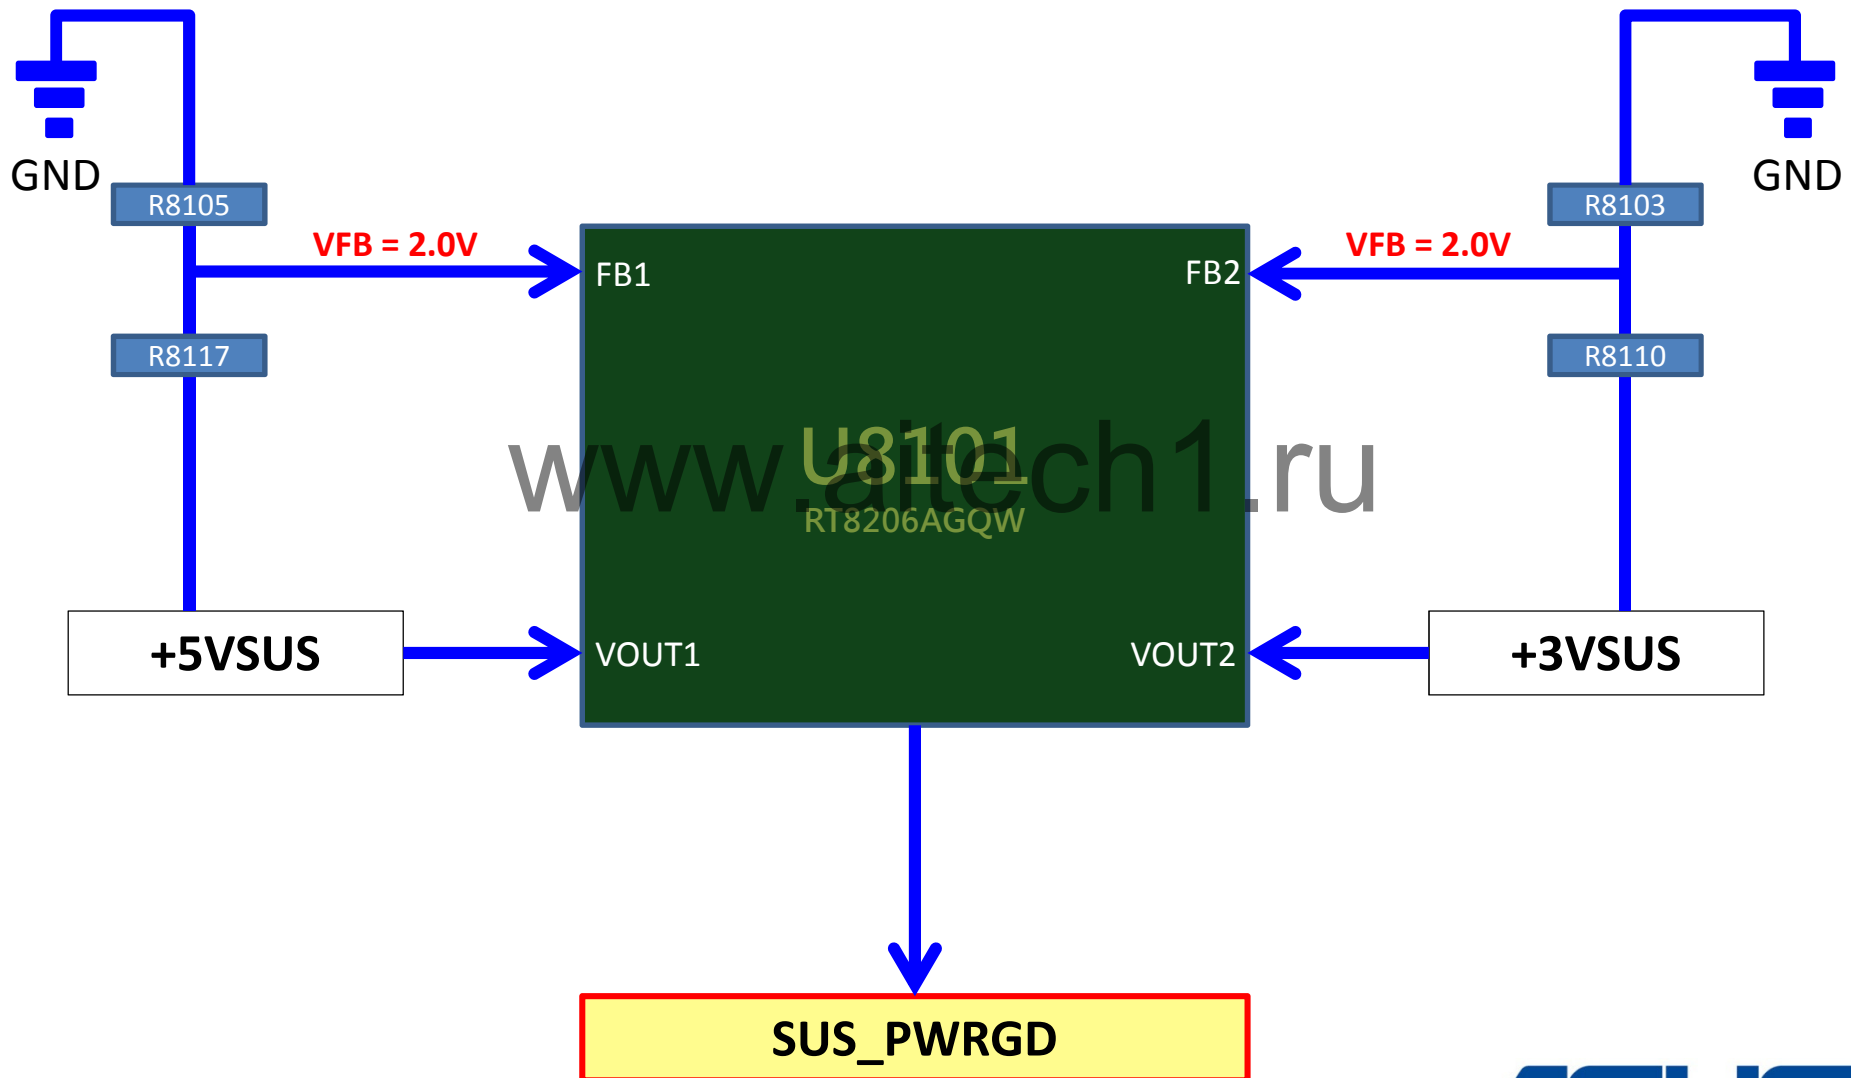 GND
GND
R8105
R8103
VFB = 2.0V
VFB = 2.0V
FB1
FB2
R8117
R8110
U8101
www.aitech1.ru
RT8206AGQW
+5VSUS
VOUT1
VOUT2
+3VSUS
SUS_PWRGD